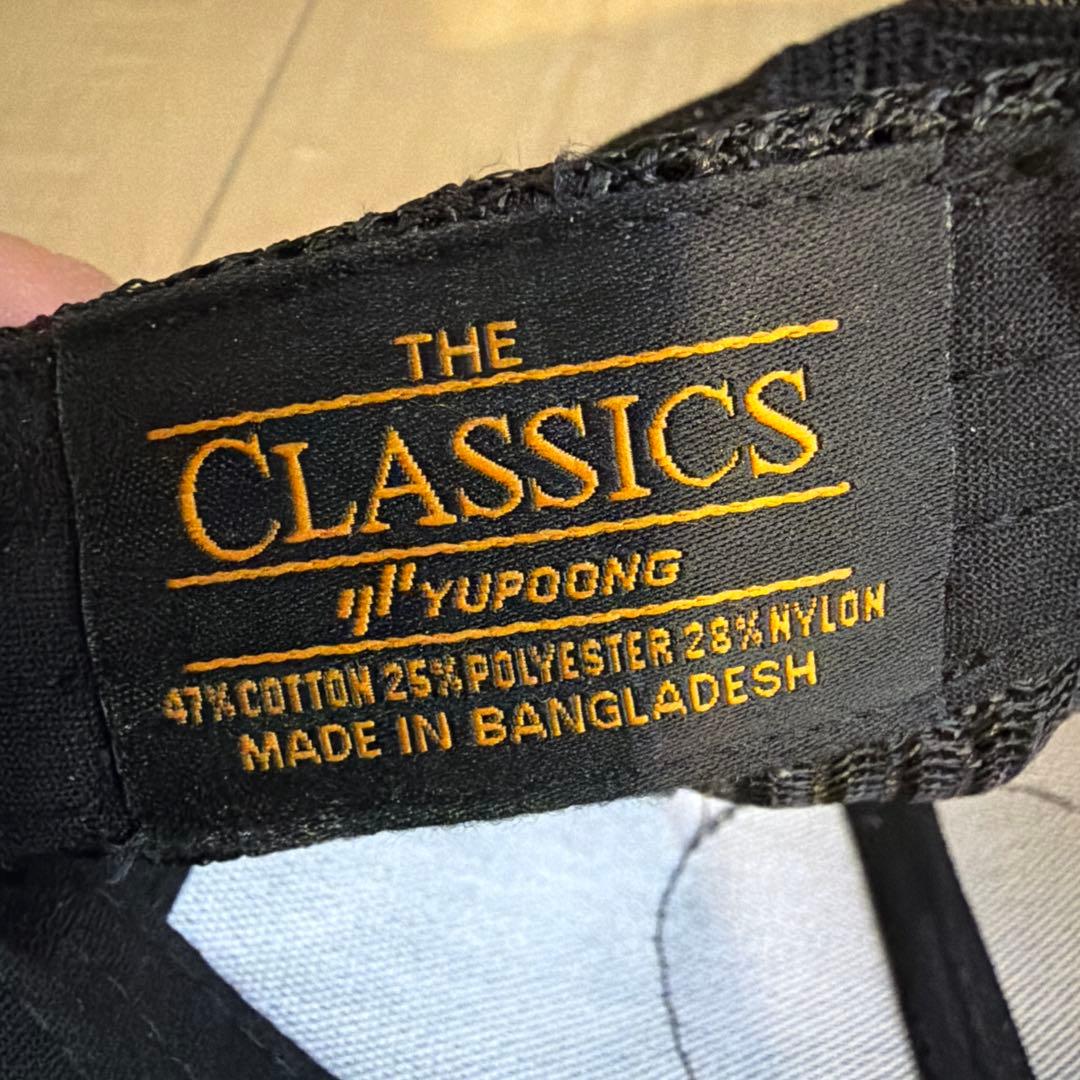 THE
CLASSICS
YUPOONG
47%COTTON 25%POLYESTER 28%NYLON
MADE IN BANGLADESH